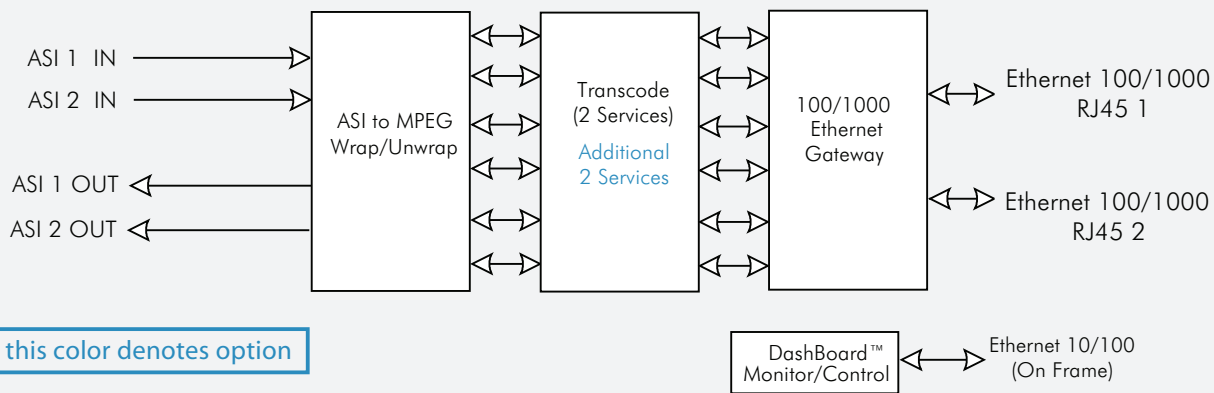 ASI 1 IN
ASI 2 IN
ASI 1 OUT
ASI 2 OUT
ASI to MPEG
Wrap/Unwrap
Transcode
(2 Services)
Additional
2 Services
100/1000
Ethernet
Gateway
Ethernet 100/1000
RJ45 1
Ethernet 100/1000
RJ45 2
this color denotes option
DashBoard™
Monitor/Control
Ethernet 10/100
(On Frame)